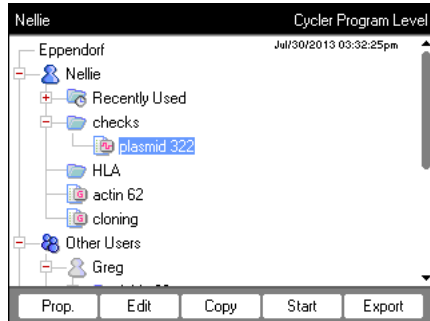 Nellie Cycler Program Level
Eppendorf Jul/30/2013 03:32:25pm
Nellie
Recently Used
checks
plasmid 322
HLA
actin 62
cloning
Other Users
Greg
Prop. Edit Copy Start Export